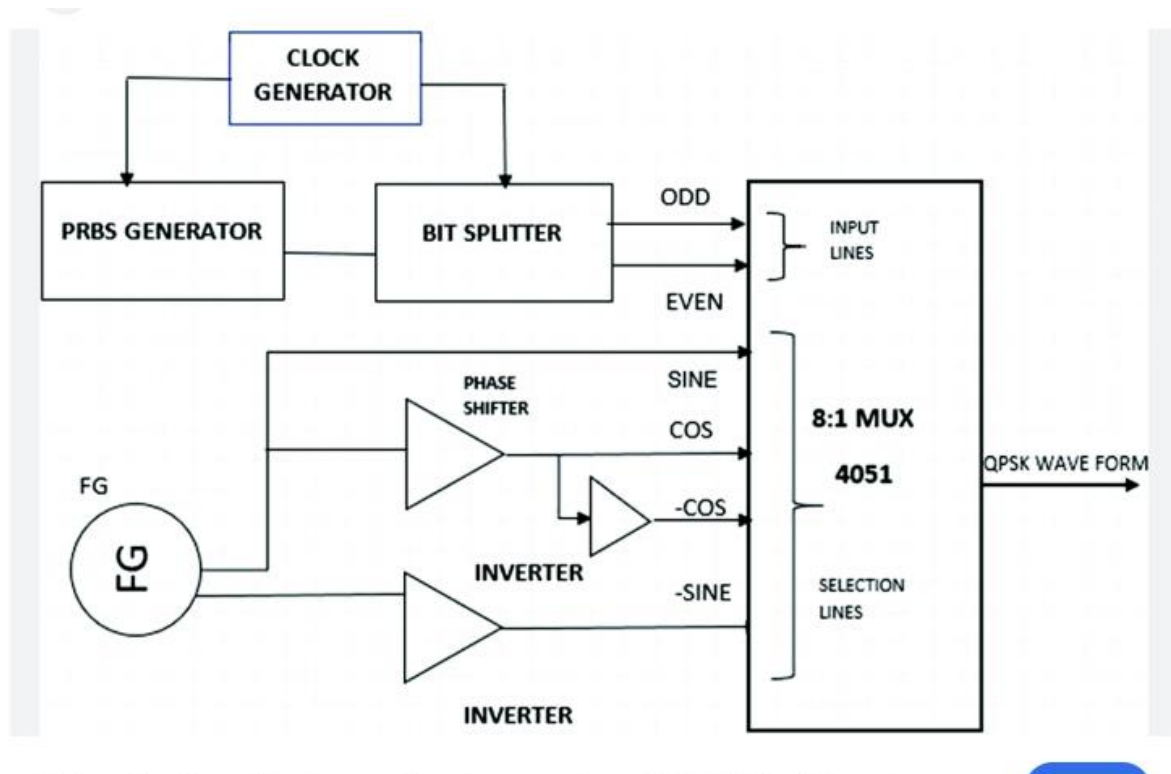 CLOCK
GENERATOR
PRBS GENERATOR
BIT SPLITTER
ODD
EVEN
INPUT
LINES
SINE
PHASE
SHIFTER
COS
-COS
INVERTER
-SINE
INVERTER
FG
FG
8:1 MUX
4051
SELECTION
LINES
QPSK WAVE FORM